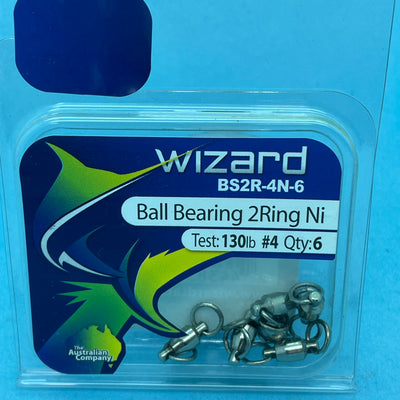 wizard
BS2R-4N-6
Ball Bearing 2Ring Ni
Test:130lb #4 Qty:6
The
Australian
Company